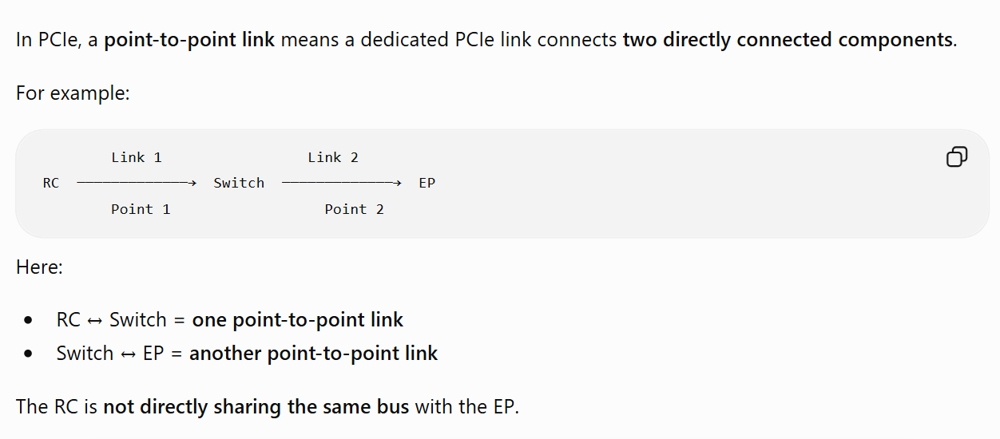 In PCIe, a point-to-point link means a dedicated PCIe link connects two directly connected components.
For example:
Link 1 Link 2
RC ─────────────→ Switch ─────────────→ EP
Point 1 Point 2
Here:
• RC ↔ Switch = one point-to-point link
• Switch ↔ EP = another point-to-point link
The RC is not directly sharing the same bus with the EP.